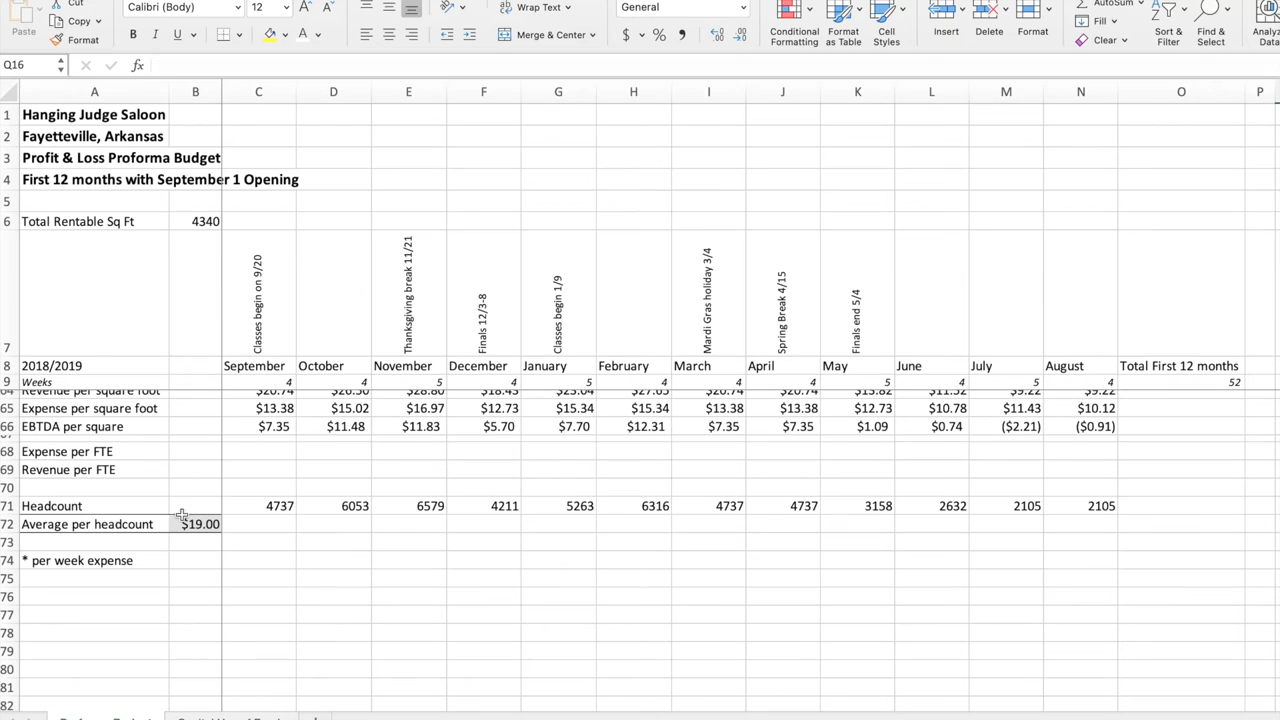 Cut
Copy
Paste
Format
Calibri (Body) 12 A A
B I U A
Wrap Text
Merge & Center
General
$ % 9
Conditional Formatting
Format as Table
Cell Styles
Insert
Delete
Format
AutoSum
Fill
Clear
Sort & Filter
Find & Select
Q16 fx
A B C D E F G H I J K L M N O P
1 Hanging Judge Saloon
2 Fayetteville, Arkansas
3 Profit & Loss Proforma Budget
4 First 12 months with September 1 Opening
5
6 Total Rentable Sq Ft 4340
7 Classes begin on 9/20 Thanksgiving break 11/21 Finals 12/3-8 Classes begin 1/9 Mardi Gras holiday 3/4 Spring Break 4/15 Finals end 5/4
8 2018/2019 September October November December January February March April May June July August Total First 12 months
9 Weeks 4 4 5 4 5 4 4 4 5 4 5 4 52
64 Revenue per square foot $20.74 $26.50 $28.80 $18.43 $23.04 $27.65 $20.74 $20.74 $13.82 $11.52 $9.22 $9.22
65 Expense per square foot $13.38 $15.02 $16.97 $12.73 $15.34 $15.34 $13.38 $13.38 $12.73 $10.78 $11.43 $10.12
66 EBTDA per square $7.35 $11.48 $11.83 $5.70 $7.70 $12.31 $7.35 $7.35 $1.09 $0.74 ($2.21) ($0.91)
68 Expense per FTE
69 Revenue per FTE
70
71 Headcount 4737 6053 6579 4211 5263 6316 4737 4737 3158 2632 2105 2105
72 Average per headcount $19.00
73
74 * per week expense
75
76
77
78
79
80
81
82